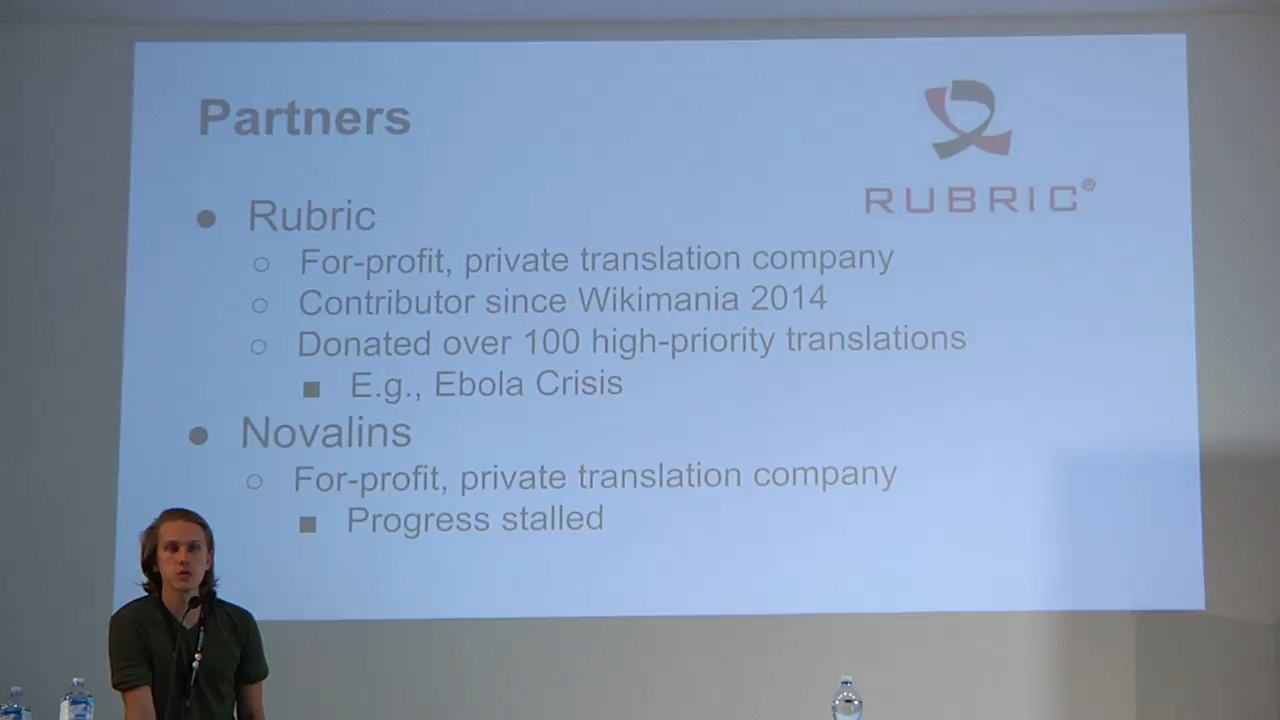 Partners
RUBRIC®
● Rubric
○ For-profit, private translation company
○ Contributor since Wikimania 2014
○ Donated over 100 high-priority translations
■ E.g., Ebola Crisis
● Novalins
○ For-profit, private translation company
■ Progress stalled